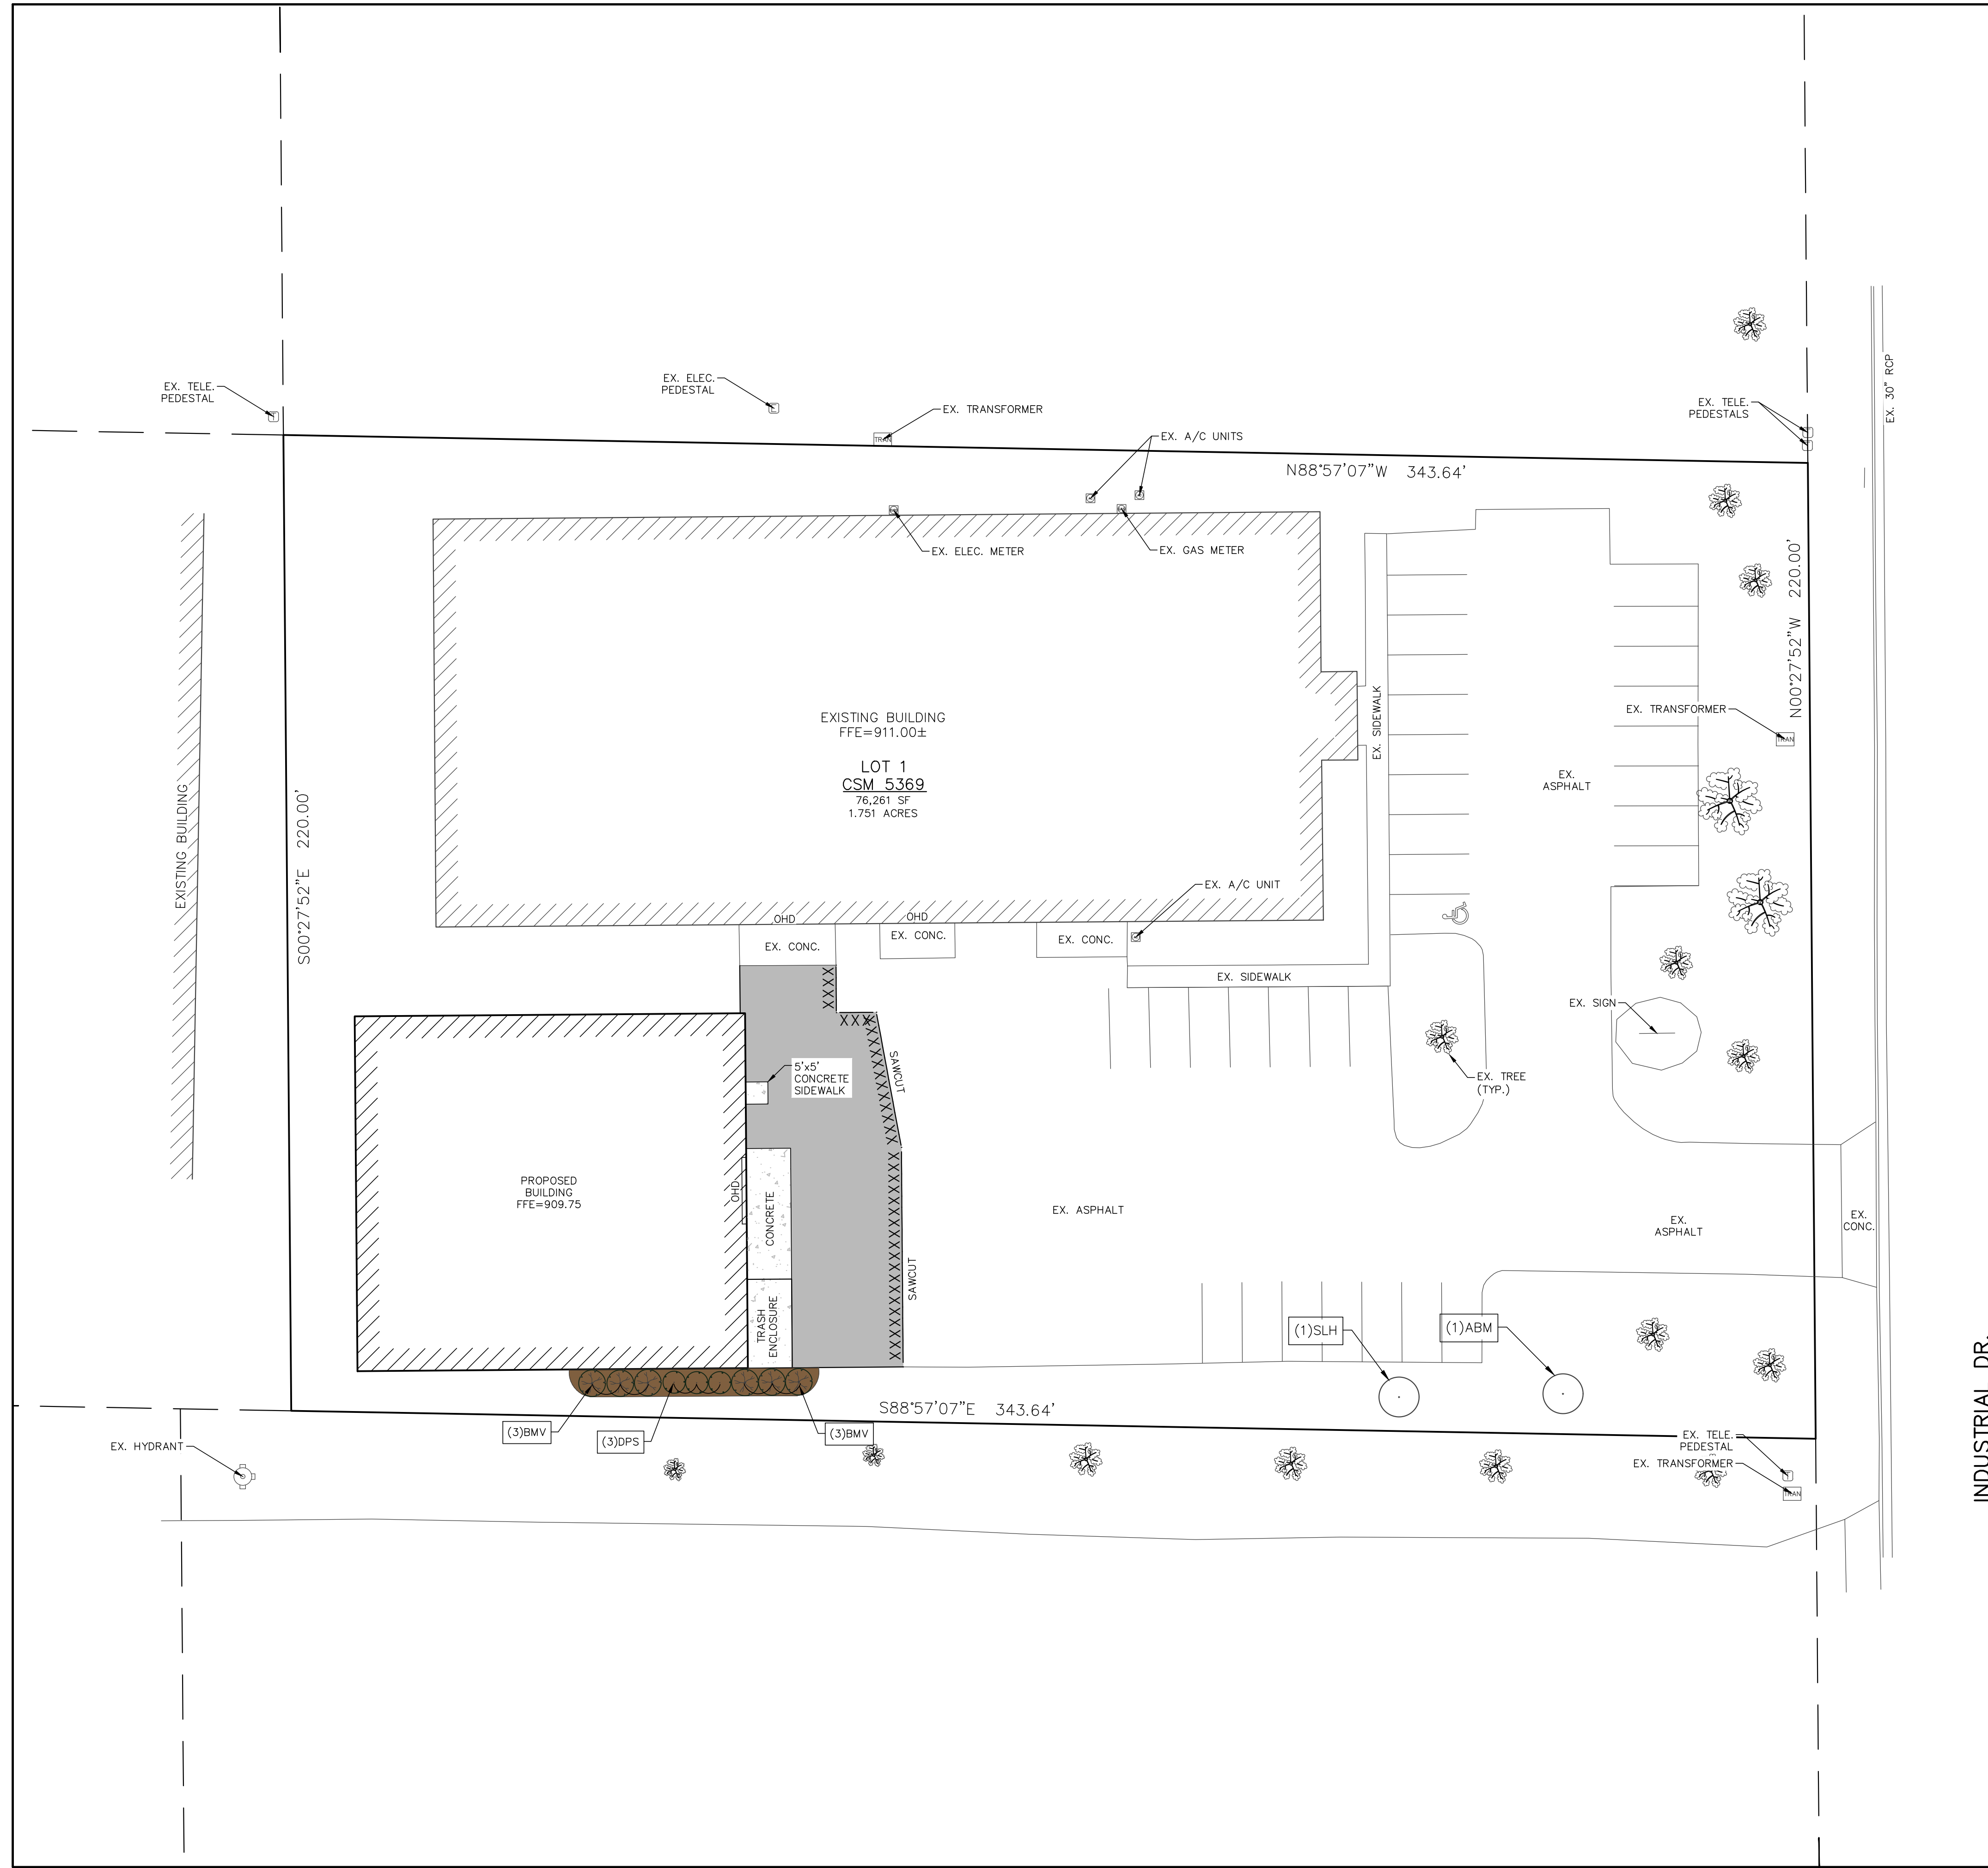 EX. 30" RCP
EX. TELE.
PEDESTAL
EX. ELEC.
PEDESTAL
EX. TRANSFORMER
TRAN
EX. A/C UNITS
EX. TELE.
PEDESTALS
N88°57'07"W 343.64'
EX. ELEC. METER
EX. GAS METER
N00°27'52"W 220.00'
EXISTING BUILDING
FFE=911.00±
LOT 1
CSM 5369
76,261 SF
1.751 ACRES
EX. SIDEWALK
EX. TRANSFORMER
TRAN
EX.
ASPHALT
EXISTING BUILDING
S00°27'52"E 220.00'
EX. A/C UNIT
OHD
OHD
EX. CONC.
EX. CONC.
EX. CONC.
EX. SIDEWALK
EX. SIGN
XXX
XXX
SAWCUT
5'x5'
CONCRETE
SIDEWALK
EX. TREE
(TYP.)
PROPOSED
BUILDING
FFE=909.75
OHD
CONCRETE
EX. ASPHALT
EX.
ASPHALT
EX.
CONC.
SAWCUT
TRASH
ENCLOSURE
(1)SLH
(1)ABM
INDUSTRIAL DR.
S88°57'07"E 343.64'
(3)BMV
(3)DPS
(3)BMV
EX. HYDRANT
EX. TELE.
PEDESTAL
EX. TRANSFORMER
TRAN